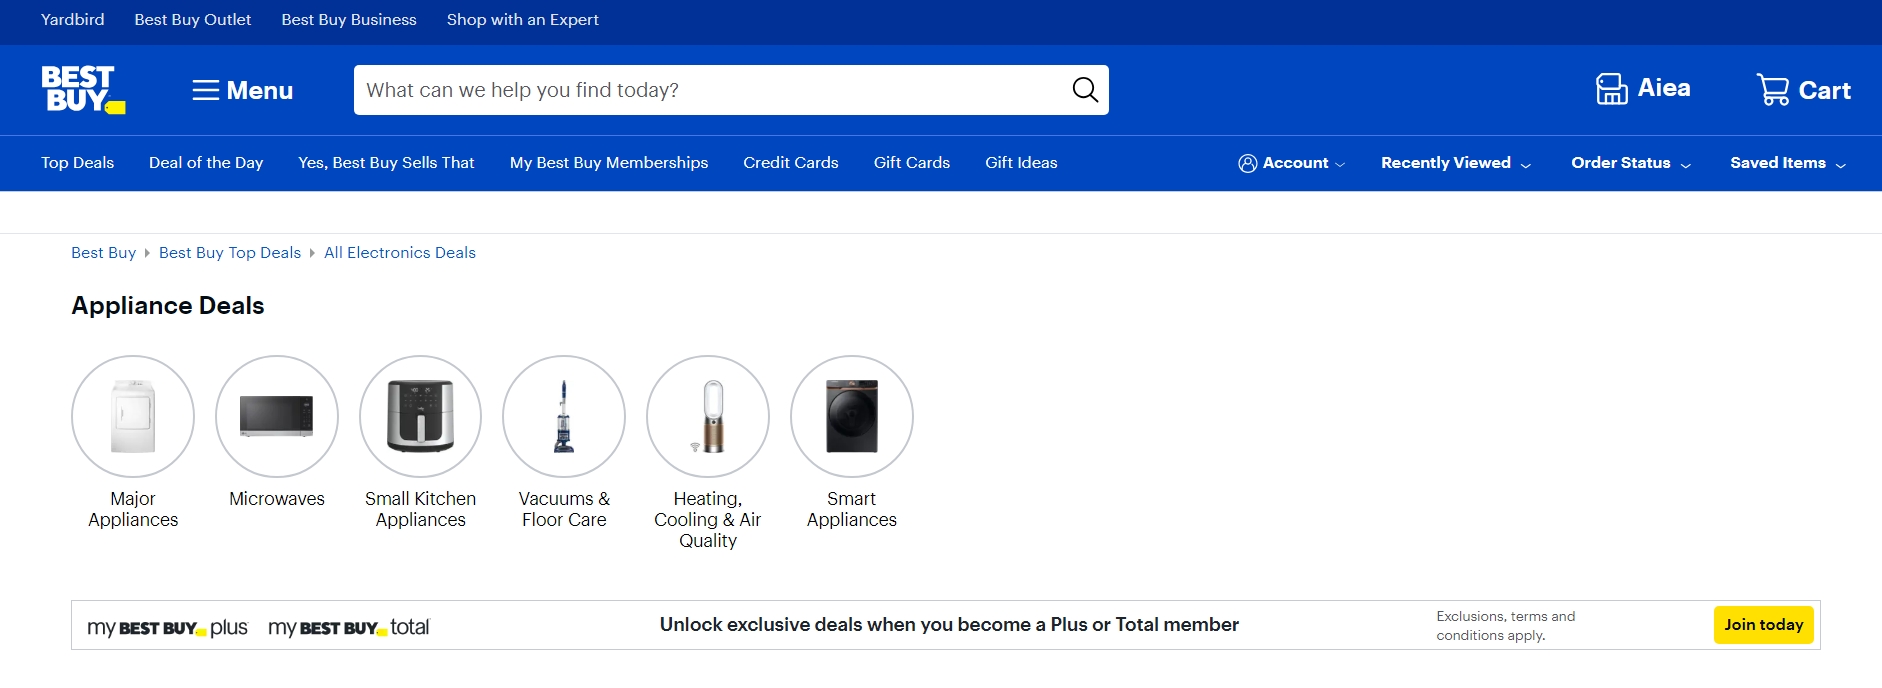 Yardbird Best Buy Outlet Best Buy Business Shop with an Expert
BEST BUY
Menu
What can we help you find today?
Aiea
Cart
Top Deals Deal of the Day Yes, Best Buy Sells That My Best Buy Memberships Credit Cards Gift Cards Gift Ideas Account Recently Viewed Order Status Saved Items
Best Buy Best Buy Top Deals All Electronics Deals
Appliance Deals
Major
Appliances
Microwaves
Small Kitchen
Appliances
Vacuums &
Floor Care
Heating,
Cooling & Air
Quality
Smart
Appliances
my BEST BUY plus my BEST BUY total
Unlock exclusive deals when you become a Plus or Total member
Exclusions, terms and
conditions apply.
Join today